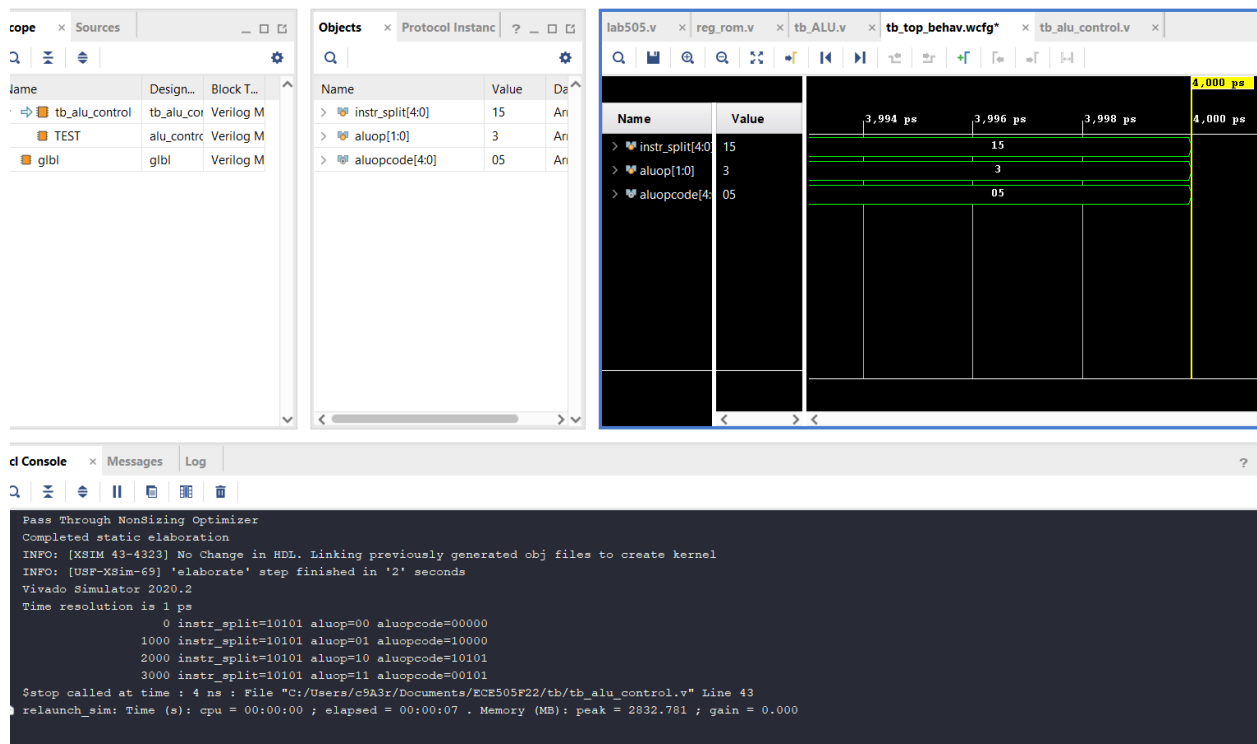 cope × Sources
Objects × Protocol Instanc ?
lab505.v × reg_rom.v × tb_ALU.v × tb_top_behav.wcfg* × tb_alu_control.v ×
Name Design... Block T...
tb_alu_control tb_alu_cor Verilog M
TEST alu_contrc Verilog M
glbl glbl Verilog M
Name Value Da
instr_split[4:0] 15 Arr
aluop[1:0] 3 Arr
aluopcode[4:0] 05 Arr
4,000 ps
Name Value
3,994 ps 3,996 ps 3,998 ps 4,000 ps
instr_split[4:0] 15 15
aluop[1:0] 3 3
aluopcode[4: 05 05
cl Console × Messages Log ?
Pass Through NonSizing Optimizer
Completed static elaboration
INFO: [XSIM 43-4323] No Change in HDL. Linking previously generated obj files to create kernel
INFO: [USF-XSim-69] 'elaborate' step finished in '2' seconds
Vivado Simulator 2020.2
Time resolution is 1 ps
0 instr_split=10101 aluop=00 aluopcode=00000
1000 instr_split=10101 aluop=01 aluopcode=10000
2000 instr_split=10101 aluop=10 aluopcode=10101
3000 instr_split=10101 aluop=11 aluopcode=00101
$stop called at time : 4 ns : File "C:/Users/c9A3r/Documents/ECE505F22/tb/tb_alu_control.v" Line 43
relaunch_sim: Time (s): cpu = 00:00:00 ; elapsed = 00:00:07 . Memory (MB): peak = 2832.781 ; gain = 0.000